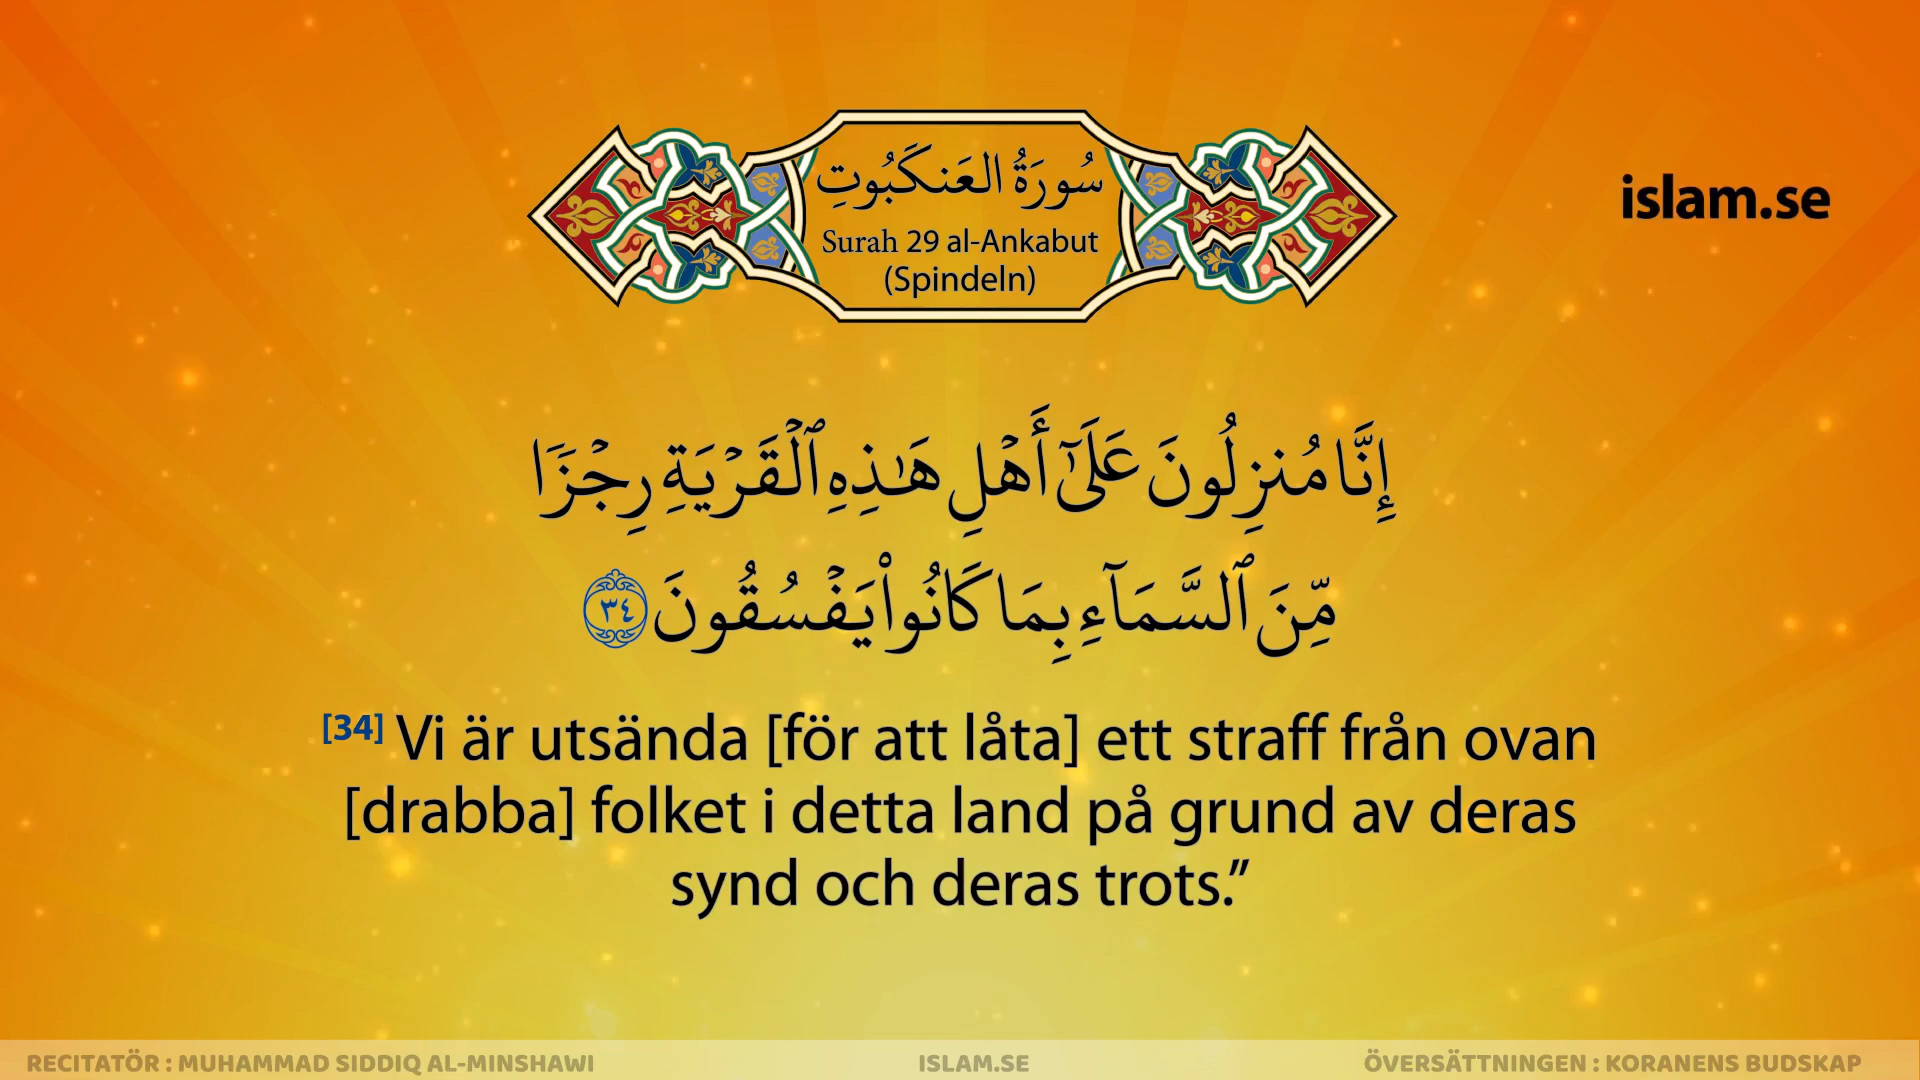 سُورَةُ العَنكَبُوتِ
Surah 29 al-Ankabut
(Spindeln)
islam.se
إِنَّا مُنزِلُونَ عَلَىٰٓ أَهۡلِ هَٰذِهِ ٱلۡقَرۡيَةِ رِجۡزٗا
مِّنَ ٱلسَّمَآءِ بِمَا كَانُواْ يَفۡسُقُونَ ٣٤
[34] Vi är utsända [för att låta] ett straff från ovan
[drabba] folket i detta land på grund av deras
synd och deras trots.”
RECITATÖR : MUHAMMAD SIDDIQ AL-MINSHAWI
ISLAM.SE
ÖVERSÄTTNINGEN : KORANENS BUDSKAP